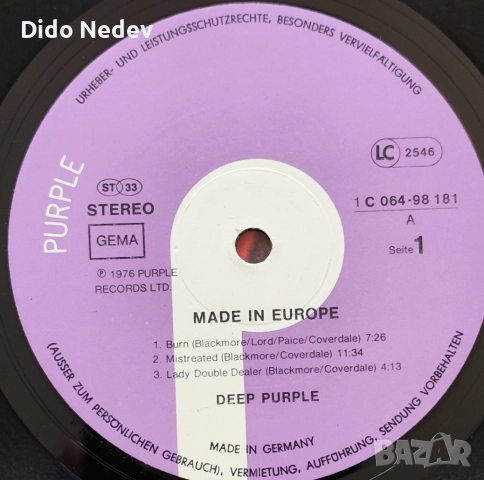 Dido Nedev
URHEBER- UND LEISTUNGSSCHUTZRECHTE, BESONDERS VERVIELFÄLTIGUNG
PURPLE
ST 33
STEREO
GEMA
℗ 1976 PURPLE
RECORDS LTD.
LC 2546
1 C 064-98 181
A
Seite 1
MADE IN EUROPE
1. Burn (Blackmore/Lord/Paice/Coverdale) 7:26
2. Mistreated (Blackmore/Coverdale) 11:34
3. Lady Double Dealer (Blackmore/Coverdale) 4:13
DEEP PURPLE
MADE IN GERMANY
(AUSSER ZUM PERSÖNLICHEN GEBRAUCH), VERMIETUNG, AUFFÜHRUNG, SENDUNG VORBEHALTEN
BAZAR
bg